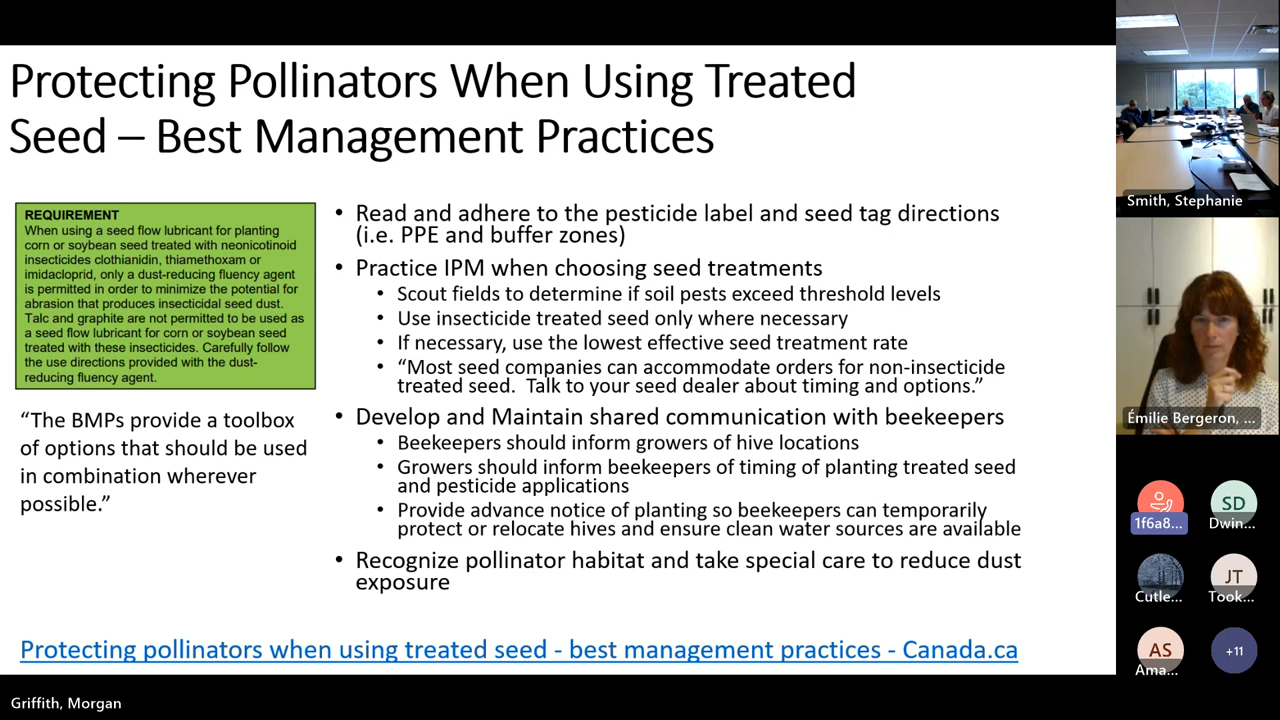 Protecting Pollinators When Using Treated
Seed – Best Management Practices
REQUIREMENT
When using a seed flow lubricant for planting
corn or soybean seed treated with neonicotinoid
insecticides clothianidin, thiamethoxam or
imidacloprid, only a dust-reducing fluency agent
is permitted in order to minimize the potential for
abrasion that produces insecticidal seed dust.
Talc and graphite are not permitted to be used as
a seed flow lubricant for corn or soybean seed
treated with these insecticides. Carefully follow
the use directions provided with the dust-
reducing fluency agent.
“The BMPs provide a toolbox
of options that should be used
in combination wherever
possible.”
• Read and adhere to the pesticide label and seed tag directions
(i.e. PPE and buffer zones)
• Practice IPM when choosing seed treatments
• Scout fields to determine if soil pests exceed threshold levels
• Use insecticide treated seed only where necessary
• If necessary, use the lowest effective seed treatment rate
• “Most seed companies can accommodate orders for non-insecticide
treated seed.  Talk to your seed dealer about timing and options.”
• Develop and Maintain shared communication with beekeepers
• Beekeepers should inform growers of hive locations
• Growers should inform beekeepers of timing of planting treated seed
and pesticide applications
• Provide advance notice of planting so beekeepers can temporarily
protect or relocate hives and ensure clean water sources are available
• Recognize pollinator habitat and take special care to reduce dust
exposure
Protecting pollinators when using treated seed - best management practices - Canada.ca
Griffith, Morgan
Smith, Stephanie
Émilie Bergeron, ...
1f6a8...
SD
Dwin...
Cutle...
JT
Took...
AS
Ama...
+11